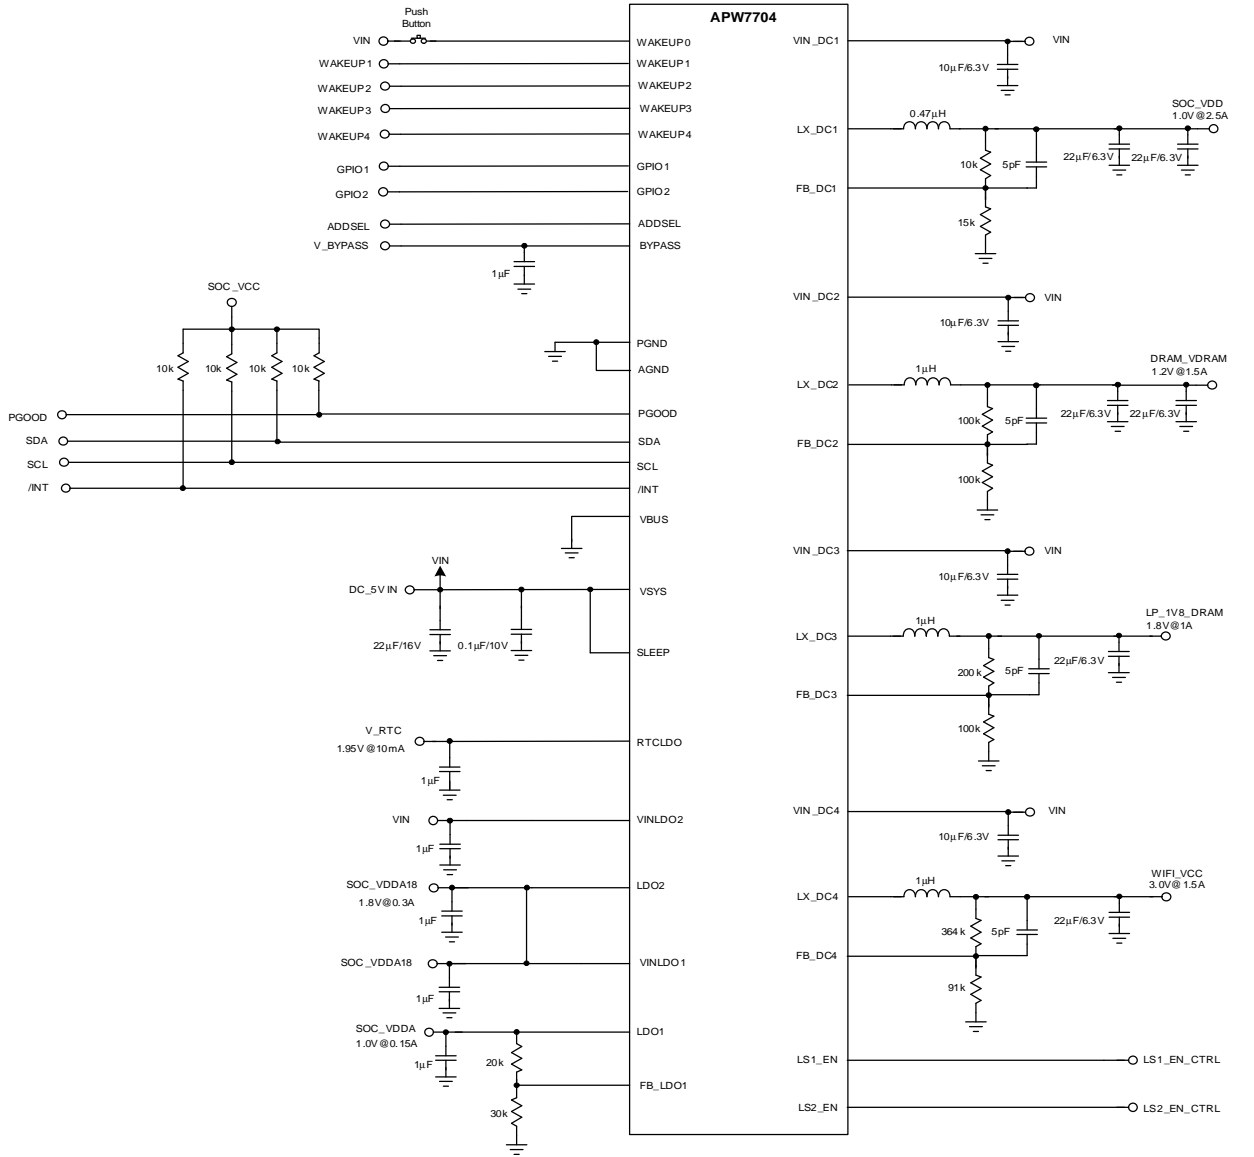 APW7704
Push
Button
VIN
WAKEUP0
WAKEUP1
WAKEUP1
WAKEUP2
WAKEUP2
WAKEUP3
WAKEUP3
WAKEUP4
WAKEUP4
GPIO1
GPIO1
GPIO2
GPIO2
ADDSEL
ADDSEL
V_BYPASS
BYPASS
1µF
SOC_VCC
10k
10k
10k
10k
PGND
AGND
PGOOD
PGOOD
SDA
SDA
SCL
SCL
/INT
/INT
VBUS
VIN
DC_5VIN
VSYS
22µF/16V
0.1µF/10V
SLEEP
V_RTC
1.95V@10mA
RTCLDO
1µF
VIN
VINLDO2
1µF
SOC_VDDA18
1.8V@0.3A
LDO2
1µF
SOC_VDDA18
VINLDO1
1µF
SOC_VDDA
1.0V@0.15A
LDO1
1µF
20k
FB_LDO1
30k
VIN_DC1
VIN
10µF/6.3V
0.47µH
SOC_VDD
1.0V@2.5A
LX_DC1
10k
5pF
22µF/6.3V
22µF/6.3V
FB_DC1
15k
VIN_DC2
VIN
10µF/6.3V
1µH
DRAM_VDRAM
1.2V@1.5A
LX_DC2
100k
5pF
22µF/6.3V
22µF/6.3V
FB_DC2
100k
VIN_DC3
VIN
10µF/6.3V
1µH
LP_1V8_DRAM
1.8V@1A
LX_DC3
200k
5pF
22µF/6.3V
FB_DC3
100k
VIN_DC4
VIN
10µF/6.3V
1µH
WIFI_VCC
3.0V@1.5A
LX_DC4
364k
5pF
22µF/6.3V
FB_DC4
91k
LS1_EN
LS1_EN_CTRL
LS2_EN
LS2_EN_CTRL